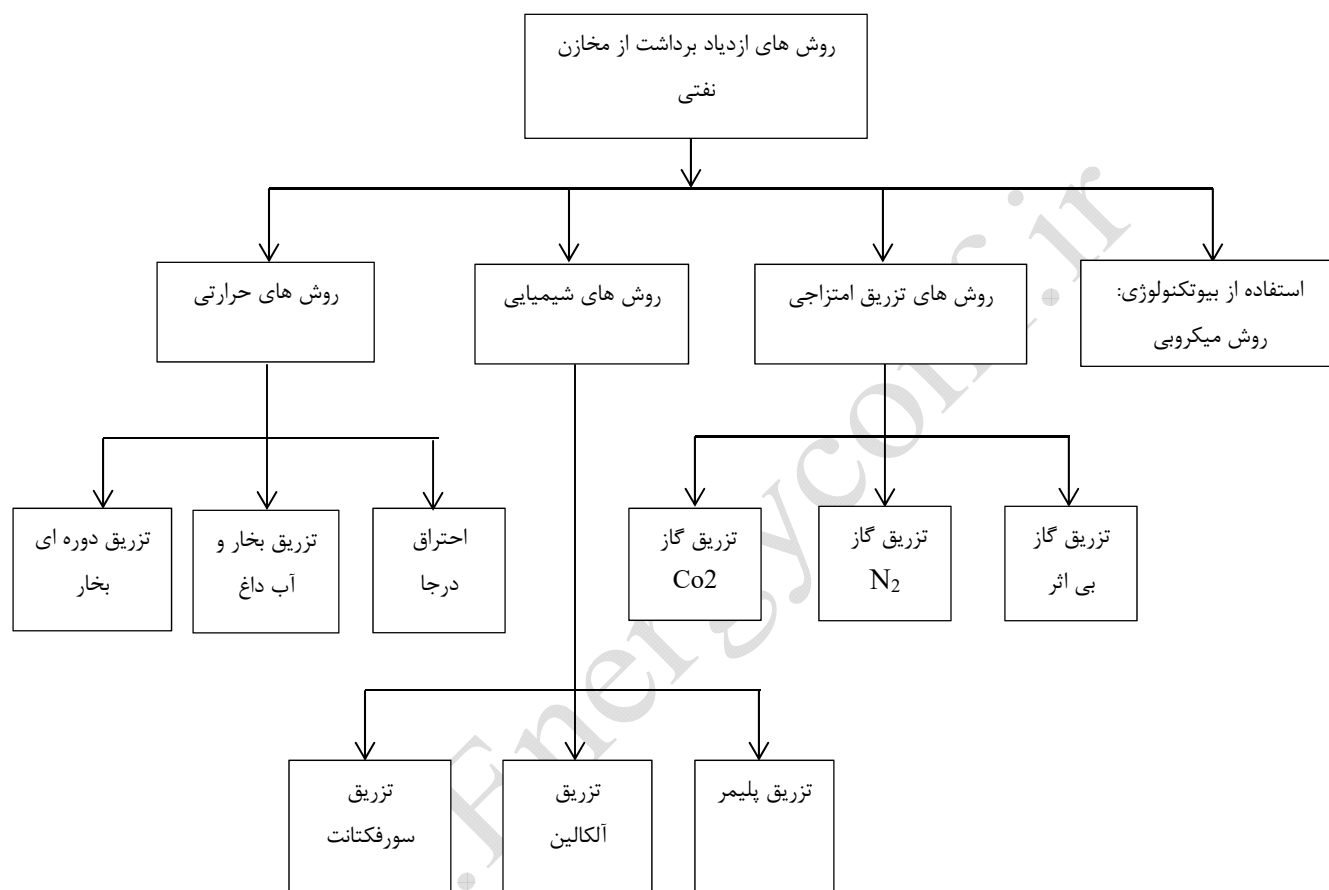 روش های ازدیاد برداشت از مخازن
نفتی
استفاده از بیوتکنولوژی:
روش میکروبی
روش های تزریق امتزاجی
روش های شیمیایی
روش های حرارتی
تزریق گاز
بی اثر
تزریق گاز
N₂
تزریق گاز
Co2
احتراق
درجا
تزریق بخار و
آب داغ
تزریق دوره ای
بخار
تزریق پلیمر
تزریق
آلکالین
تزریق
سورفکتانت
.Energyconf.ir